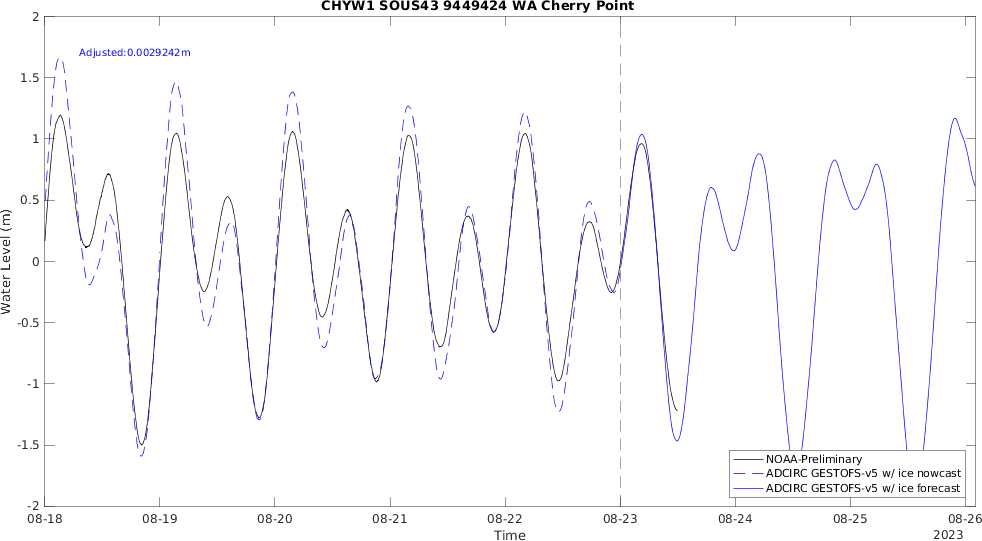 CHYW1 SOUS43 9449424 WA Cherry Point
Adjusted:0.0029242m
2
1.5
1
0.5
0
-0.5
-1
-1.5
-2
Water Level (m)
NOAA-Preliminary
ADCIRC GESTOFS-v5 w/ ice nowcast
ADCIRC GESTOFS-v5 w/ ice forecast
08-18 08-19 08-20 08-21 08-22 08-23 08-24 08-25 08-26
Time
2023